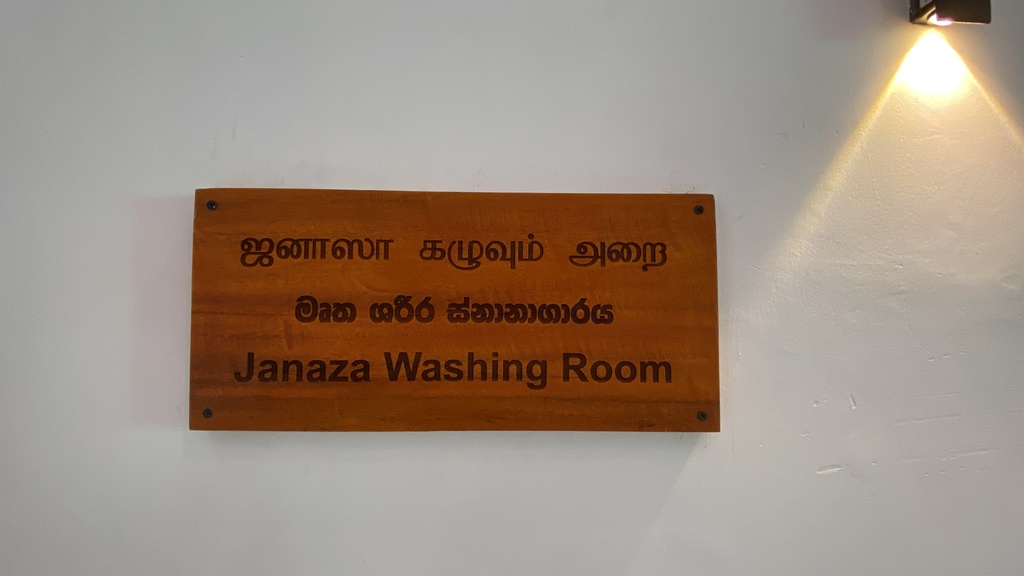 ஜனாஸா கழுவும் அறை
මෘත ශරීර ස්නානාගාරය
Janaza Washing Room